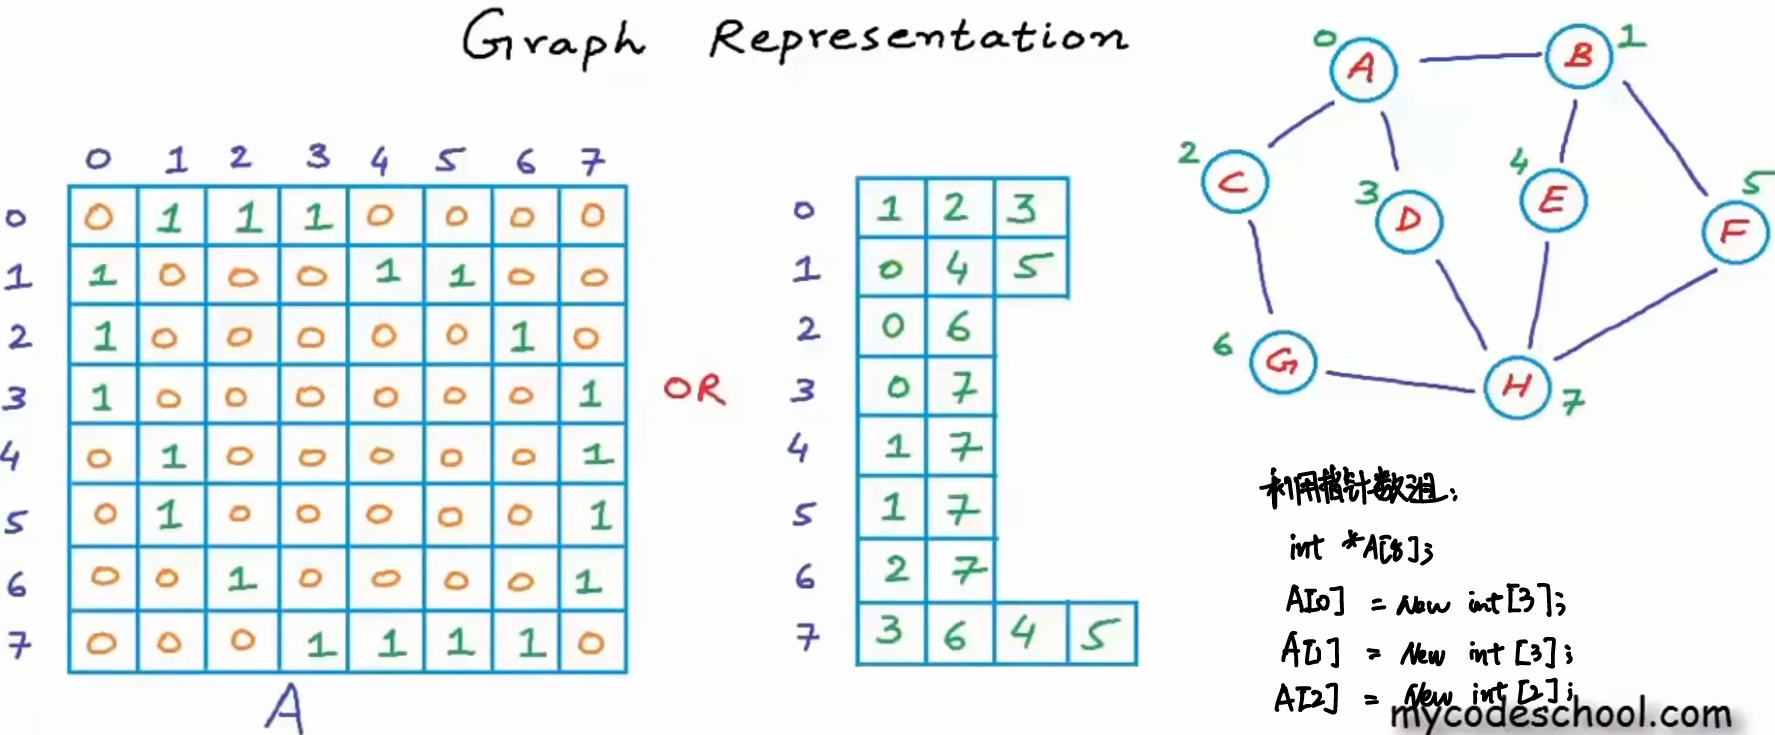 Graph Representation
0 1 2 3 4 5 6 7
0 0 1 1 1 0 0 0 0
1 1 0 0 0 1 1 0 0
2 1 0 0 0 0 0 1 0
3 1 0 0 0 0 0 0 1
4 0 1 0 0 0 0 0 1
5 0 1 0 0 0 0 0 1
6 0 0 1 0 0 0 0 1
7 0 0 0 1 1 1 1 0
A
OR
0 1 2 3
1 0 4 5
2 0 6
3 0 7
4 1 7
5 1 7
6 2 7
7 3 6 4 5
0 A
B 1
2 C
3 D
4 E
5 F
6 G
H 7
利用指针数组:
int *A[8];
A[0] = New int[3];
A[1] = New int[3];
A[2] = New int[2];
mycodeschool.com